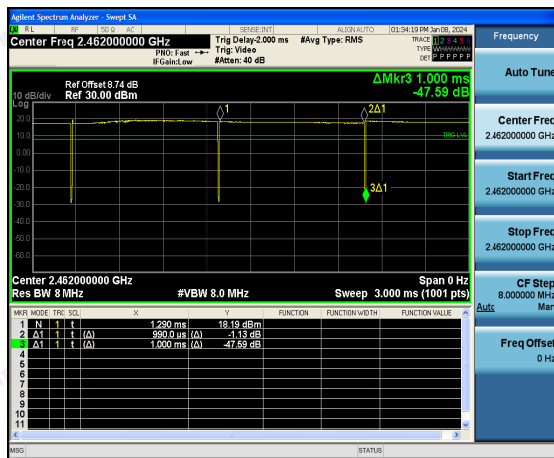 Agilent Spectrum Analyzer - Swept SA
RL RF 50 Ω AC SENSE:INT ALIGN AUTO 01:34:19 PM Jan 08, 2024
Center Freq 2.462000000 GHz
PNO: Fast
IFGain:Low
Trig Delay-2.000 ms
Trig: Video
#Atten: 40 dB
#Avg Type: RMS
TRACE 1 2 3 4 5 6
TYPE
DET P P P P P P
Frequency
ΔMkr3 1.000 ms
-47.59 dB
Ref Offset 8.74 dB
10 dB/div Ref 30.00 dBm
Log
20.0
10.0
0.00
-10.0
-20.0
-30.0
-40.0
-50.0
-60.0
1
2Δ1
TRIG LVL
3Δ1
Center 2.462000000 GHz Span 0 Hz
Res BW 8 MHz #VBW 8.0 MHz Sweep 3.000 ms (1001 pts)
MKR MODE TRC SCL X Y FUNCTION FUNCTION WIDTH FUNCTION VALUE
1 N 1 t 1.290 ms 18.19 dBm
2 Δ1 1 t (Δ) 990.0 µs (Δ) -1.13 dB
3 Δ1 1 t (Δ) 1.000 ms (Δ) -47.59 dB
4
5
6
7
8
9
10
11
MSG STATUS
Auto Tune
Center Freq
2.462000000 GHz
Start Freq
2.462000000 GHz
Stop Freq
2.462000000 GHz
CF Step
8.000000 MHz
Auto Man
Freq Offset
0 Hz